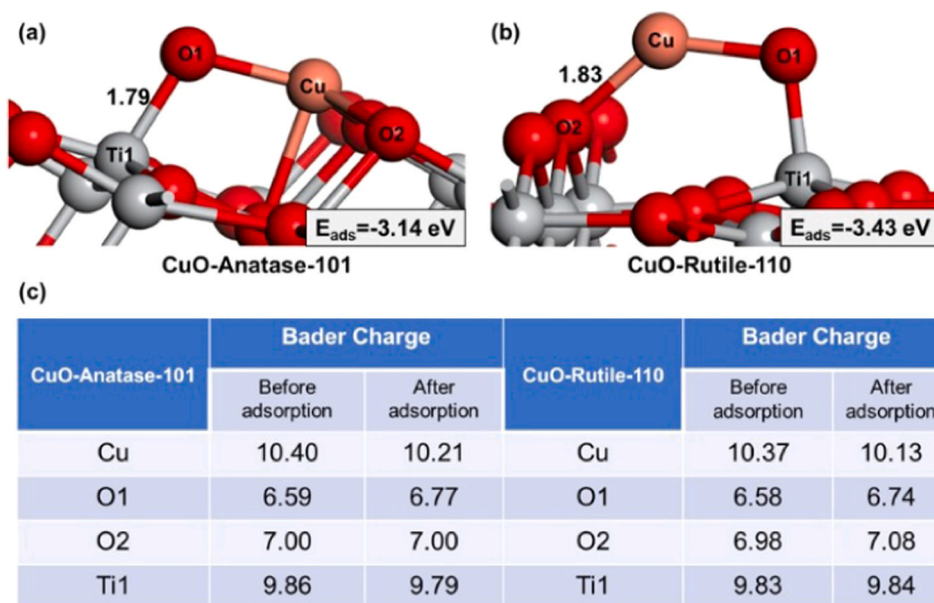 (a)
O1
Cu
1.79
O2
Ti1
E_ads=-3.14 eV
CuO-Anatase-101
(b)
Cu
O1
1.83
O2
Ti1
E_ads=-3.43 eV
CuO-Rutile-110
(c)
CuO-Anatase-101 Bader Charge CuO-Rutile-110 Bader Charge
Before adsorption After adsorption Before adsorption After adsorption
Cu 10.40 10.21 Cu 10.37 10.13
O1 6.59 6.77 O1 6.58 6.74
O2 7.00 7.00 O2 6.98 7.08
Ti1 9.86 9.79 Ti1 9.83 9.84